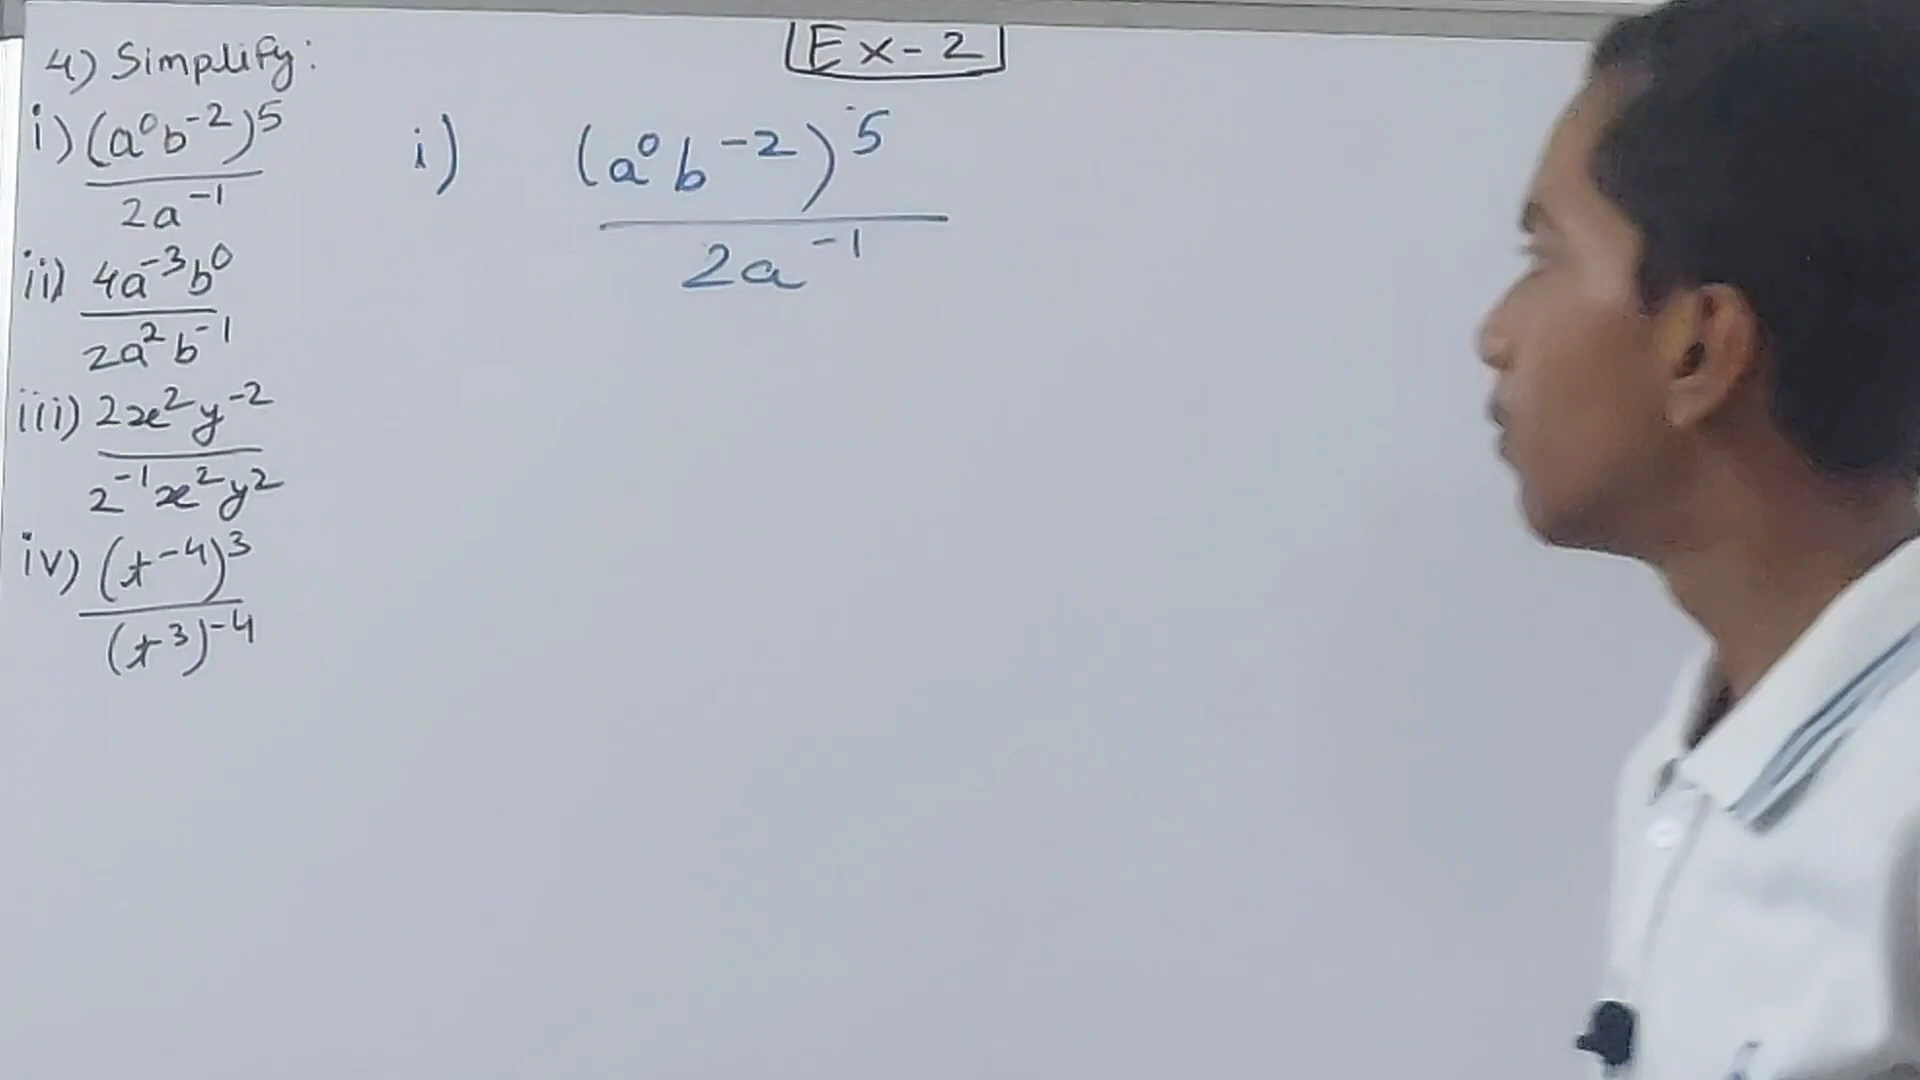 Ex-2
4) Simplify:
i) (a⁰b⁻²)⁵
2a⁻¹
ii) 4a⁻³b⁰
2a²b⁻¹
iii) 2x²y⁻²
2⁻¹x²y²
iv) (t⁻⁴)³
(t³)⁻⁴
i) (a⁰b⁻²)⁵
2a⁻¹